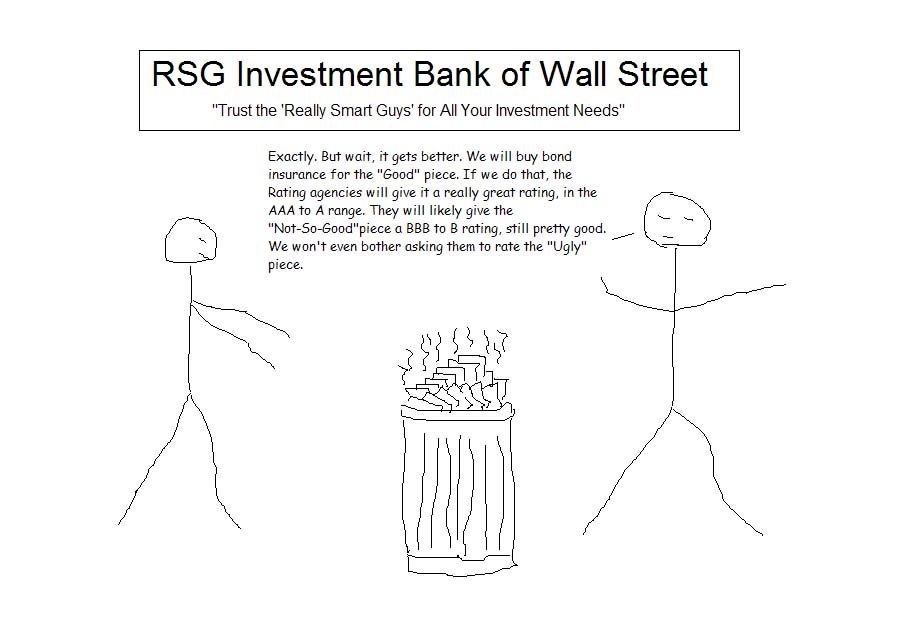 RSG Investment Bank of Wall Street
"Trust the 'Really Smart Guys' for All Your Investment Needs"
Exactly. But wait, it gets better. We will buy bond
insurance for the "Good" piece. If we do that, the
Rating agencies will give it a really great rating, in the
AAA to A range. They will likely give the
"Not-So-Good"piece a BBB to B rating, still pretty good.
We won't even bother asking them to rate the "Ugly"
piece.